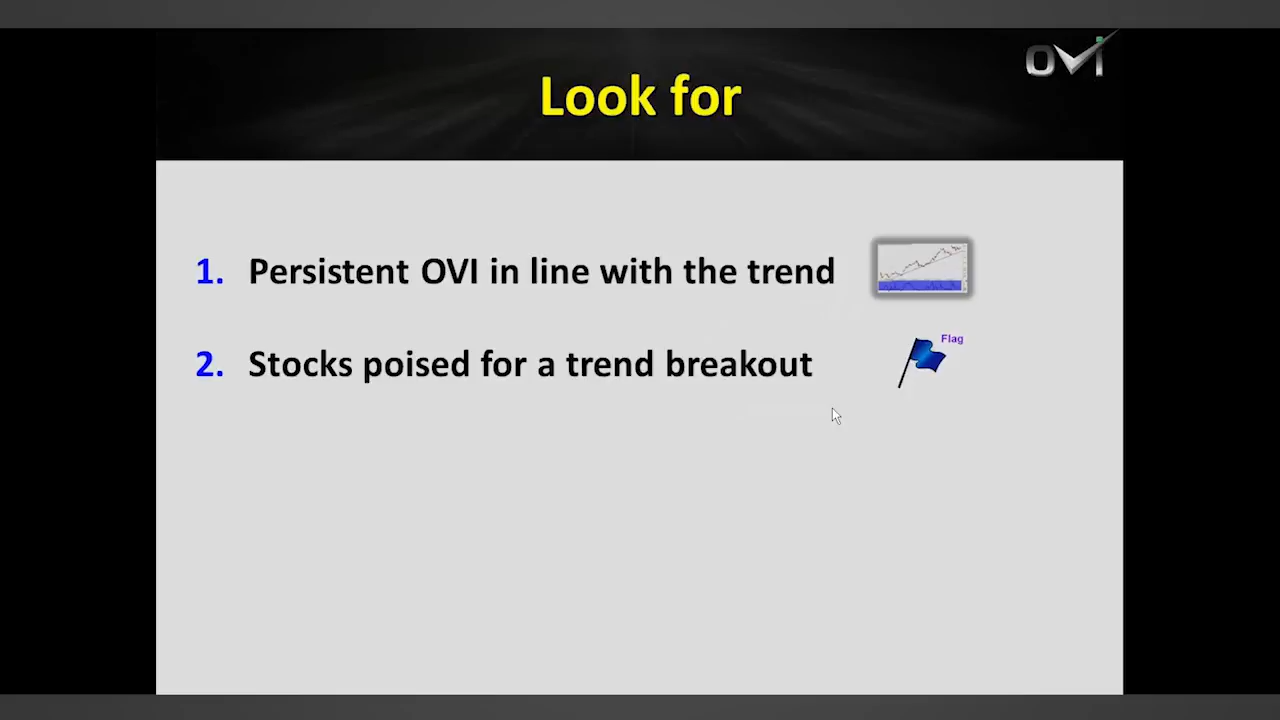 OVI
Look for
1. Persistent OVI in line with the trend
2. Stocks poised for a trend breakout
Flag